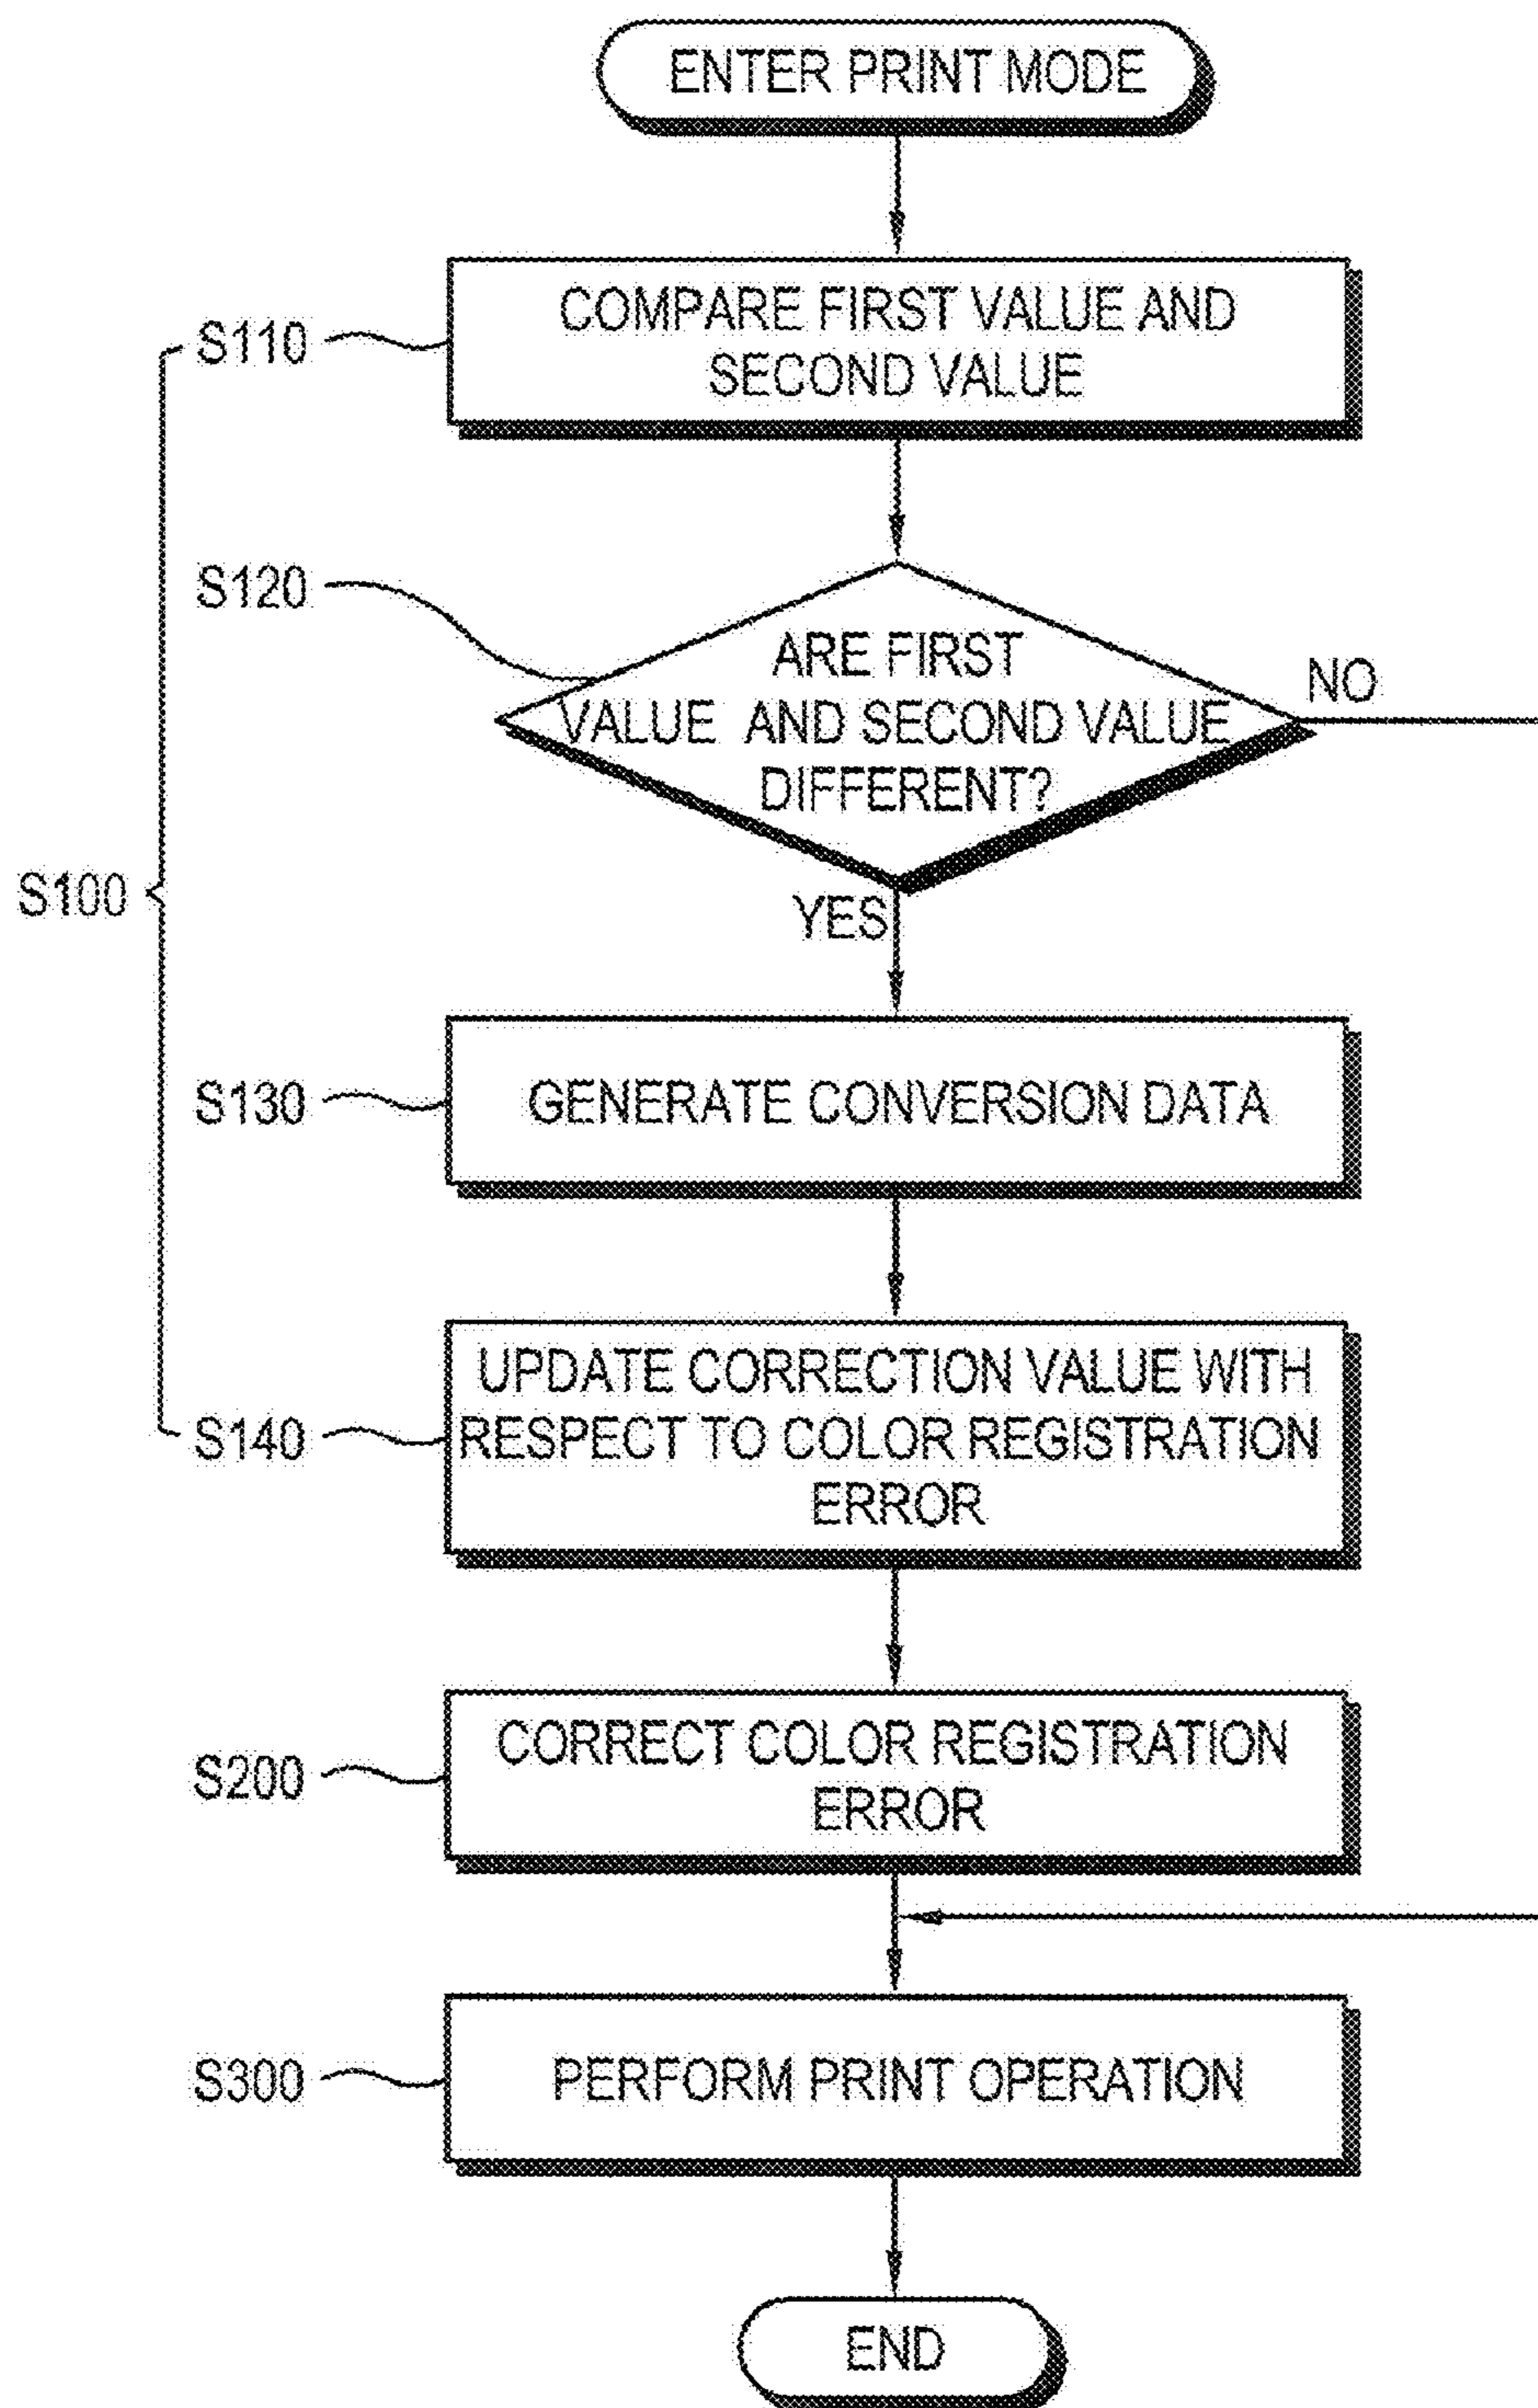 ENTER PRINT MODE
S110
COMPARE FIRST VALUE AND
SECOND VALUE
S120
ARE FIRST
VALUE AND SECOND VALUE
DIFFERENT?
NO
YES
S100
S130
GENERATE CONVERSION DATA
S140
UPDATE CORRECTION VALUE WITH
RESPECT TO COLOR REGISTRATION
ERROR
S200
CORRECT COLOR REGISTRATION
ERROR
S300
PERFORM PRINT OPERATION
END